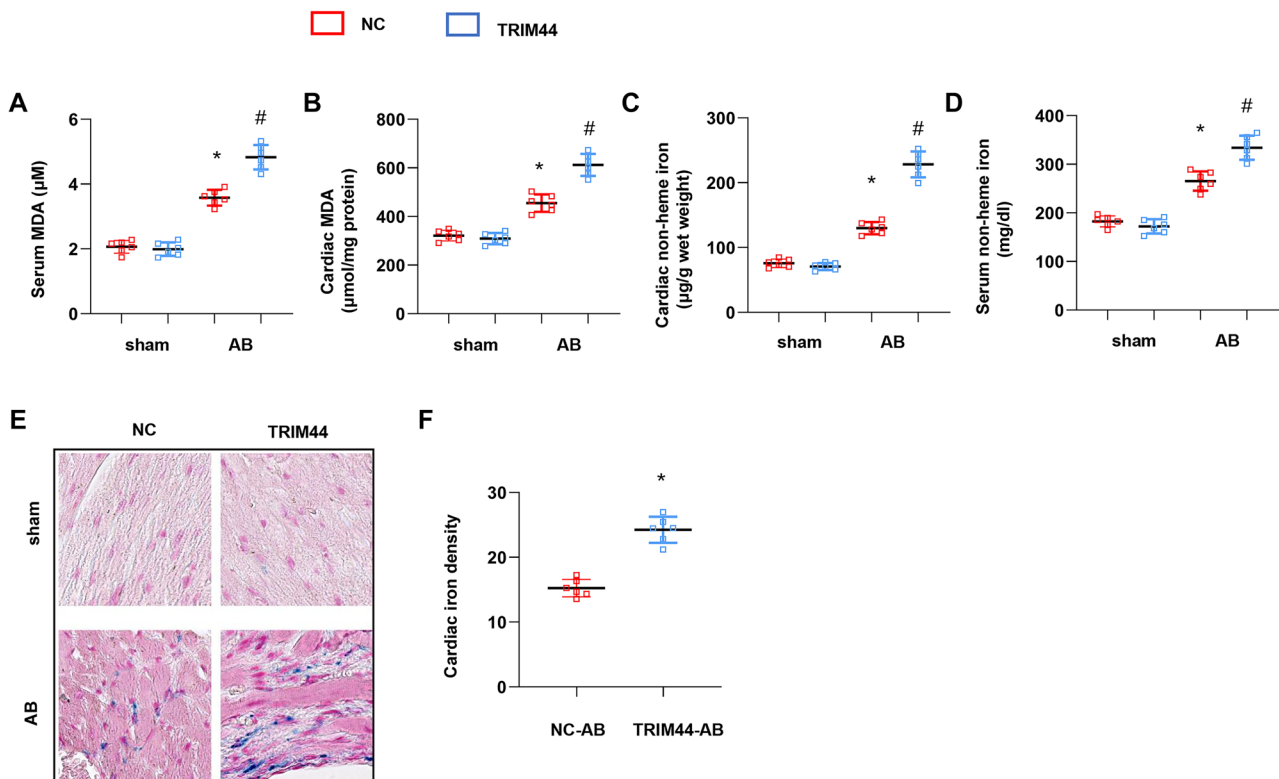 NC
TRIM44
A
Serum MDA (μM)
6
4
2
0
*
#
sham
AB
B
Cardiac MDA
(μmol/mg protein)
800
600
400
200
0
*
#
sham
AB
C
Cardiac non-heme iron
(μg/g wet weight)
300
200
100
0
*
#
sham
AB
D
Serum non-heme iron
(mg/dl)
400
300
200
100
0
*
#
sham
AB
E
NC
TRIM44
sham
AB
F
Cardiac iron density
30
20
10
0
*
NC-AB
TRIM44-AB